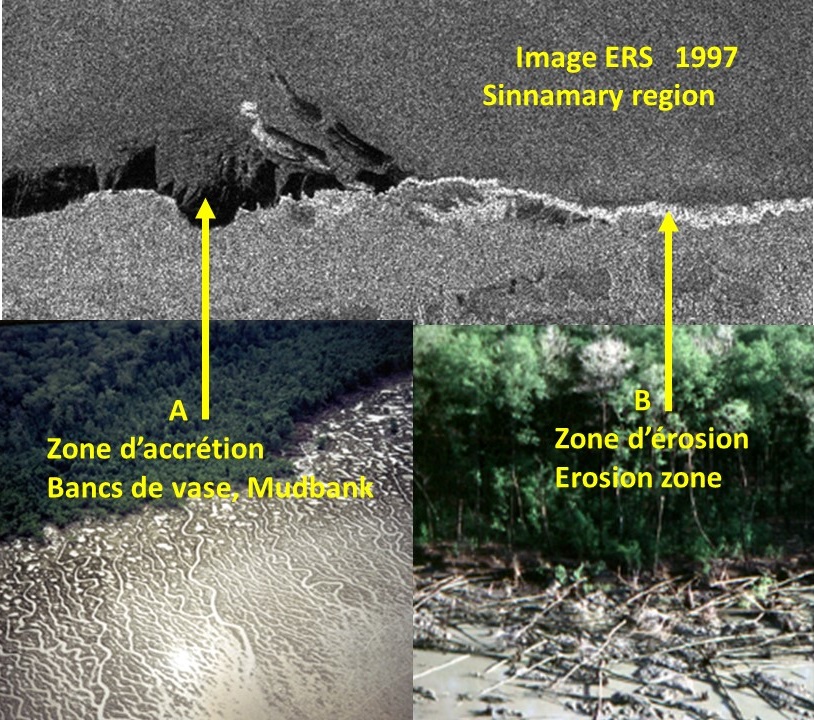 Image ERS 1997
Sinnamary region
A
Zone d'accrétion
Bancs de vase, Mudbank
B
Zone d'érosion
Erosion zone